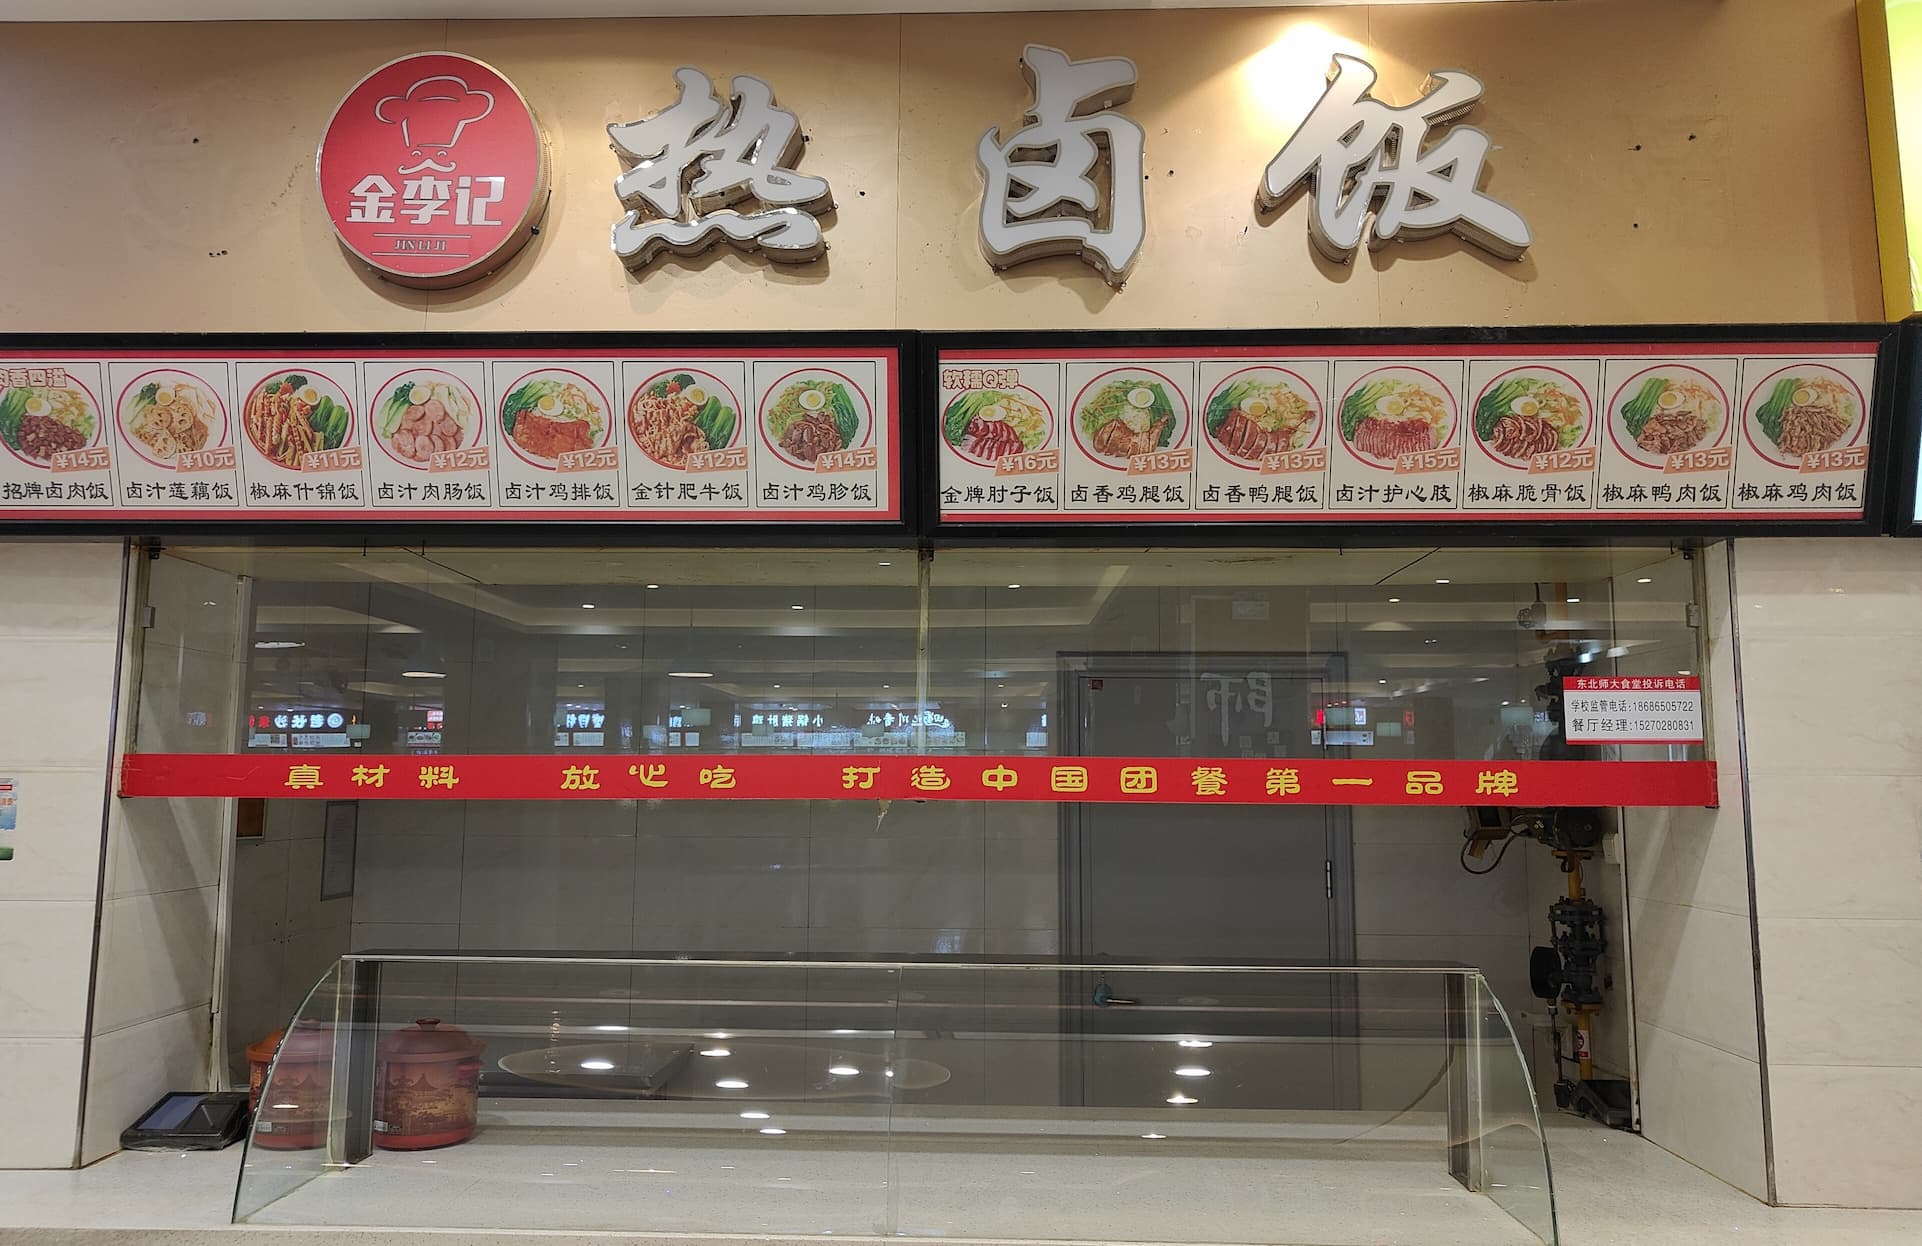 金李记
JIN LI JI
热卤饭
肉香四溢
¥14元
招牌卤肉饭
¥10元
卤汁莲藕饭
¥11元
椒麻什锦饭
¥12元
卤汁肉肠饭
¥12元
卤汁鸡排饭
¥12元
金针肥牛饭
¥14元
卤汁鸡胗饭
软糯Q弹
¥16元
金牌肘子饭
¥13元
卤香鸡腿饭
¥13元
卤香鸭腿饭
¥15元
卤汁护心肢
¥12元
椒麻脆骨饭
¥13元
椒麻鸭肉饭
¥13元
椒麻鸡肉饭
东北师大食堂投诉电话
学校监管电话:18686505722
餐厅经理:15270280831
真材料 放心吃 打造中国团餐第一品牌